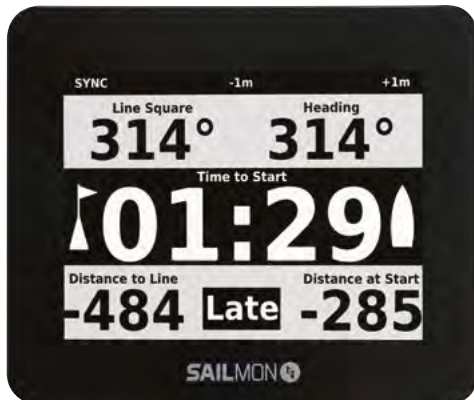 SYNC -1m +1m
Line Square Heading
314° 314°
Time to Start
01:29
Distance to Line Distance at Start
-484 Late -285
SAILMON